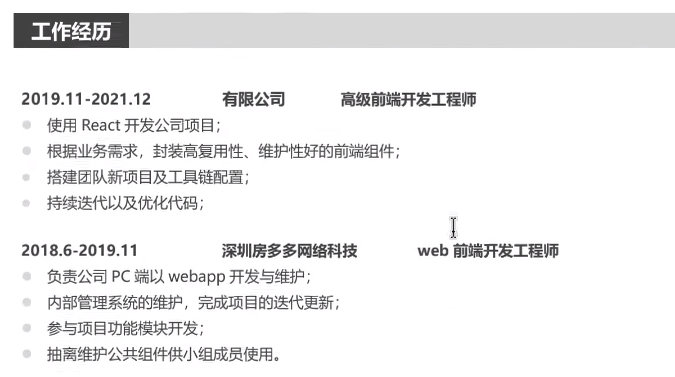 工作经历
2019.11-2021.12 有限公司 高级前端开发工程师
使用 React 开发公司项目；
根据业务需求，封装高复用性、维护性好的前端组件；
搭建团队新项目及工具链配置；
持续迭代以及优化代码；
2018.6-2019.11 深圳房多多网络科技 web 前端开发工程师
负责公司 PC 端以 webapp 开发与维护；
内部管理系统的维护，完成项目的迭代更新；
参与项目功能模块开发；
抽离维护公共组件供小组成员使用。